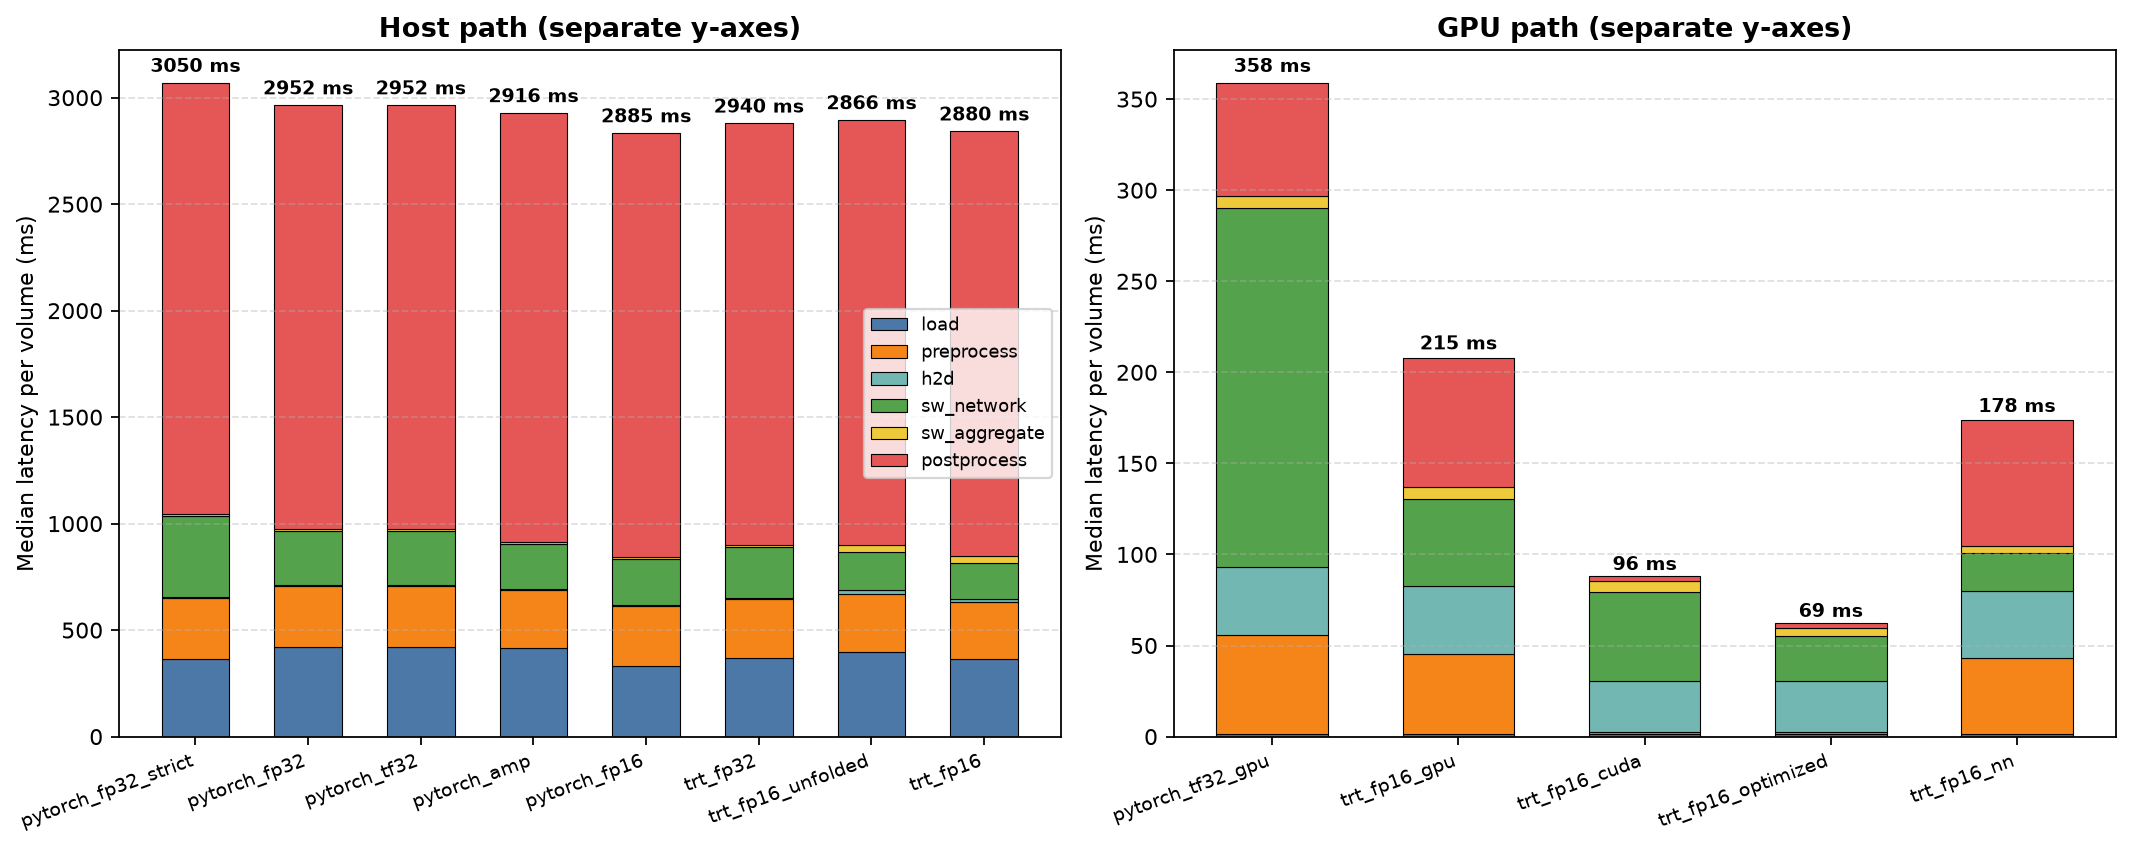 Host path (separate y-axes)
Median latency per volume (ms)
3000
2500
2000
1500
1000
500
0
3050 ms
2952 ms
2952 ms
2916 ms
2885 ms
2940 ms
2866 ms
2880 ms
load
preprocess
h2d
sw_network
sw_aggregate
postprocess
pytorch_fp32_strict
pytorch_fp32
pytorch_tf32
pytorch_amp
pytorch_fp16
trt_fp32
trt_fp16_unfolded
trt_fp16
GPU path (separate y-axes)
Median latency per volume (ms)
350
300
250
200
150
100
50
0
358 ms
215 ms
96 ms
69 ms
178 ms
pytorch_tf32_gpu
trt_fp16_gpu
trt_fp16_cuda
trt_fp16_optimized
trt_fp16_nn